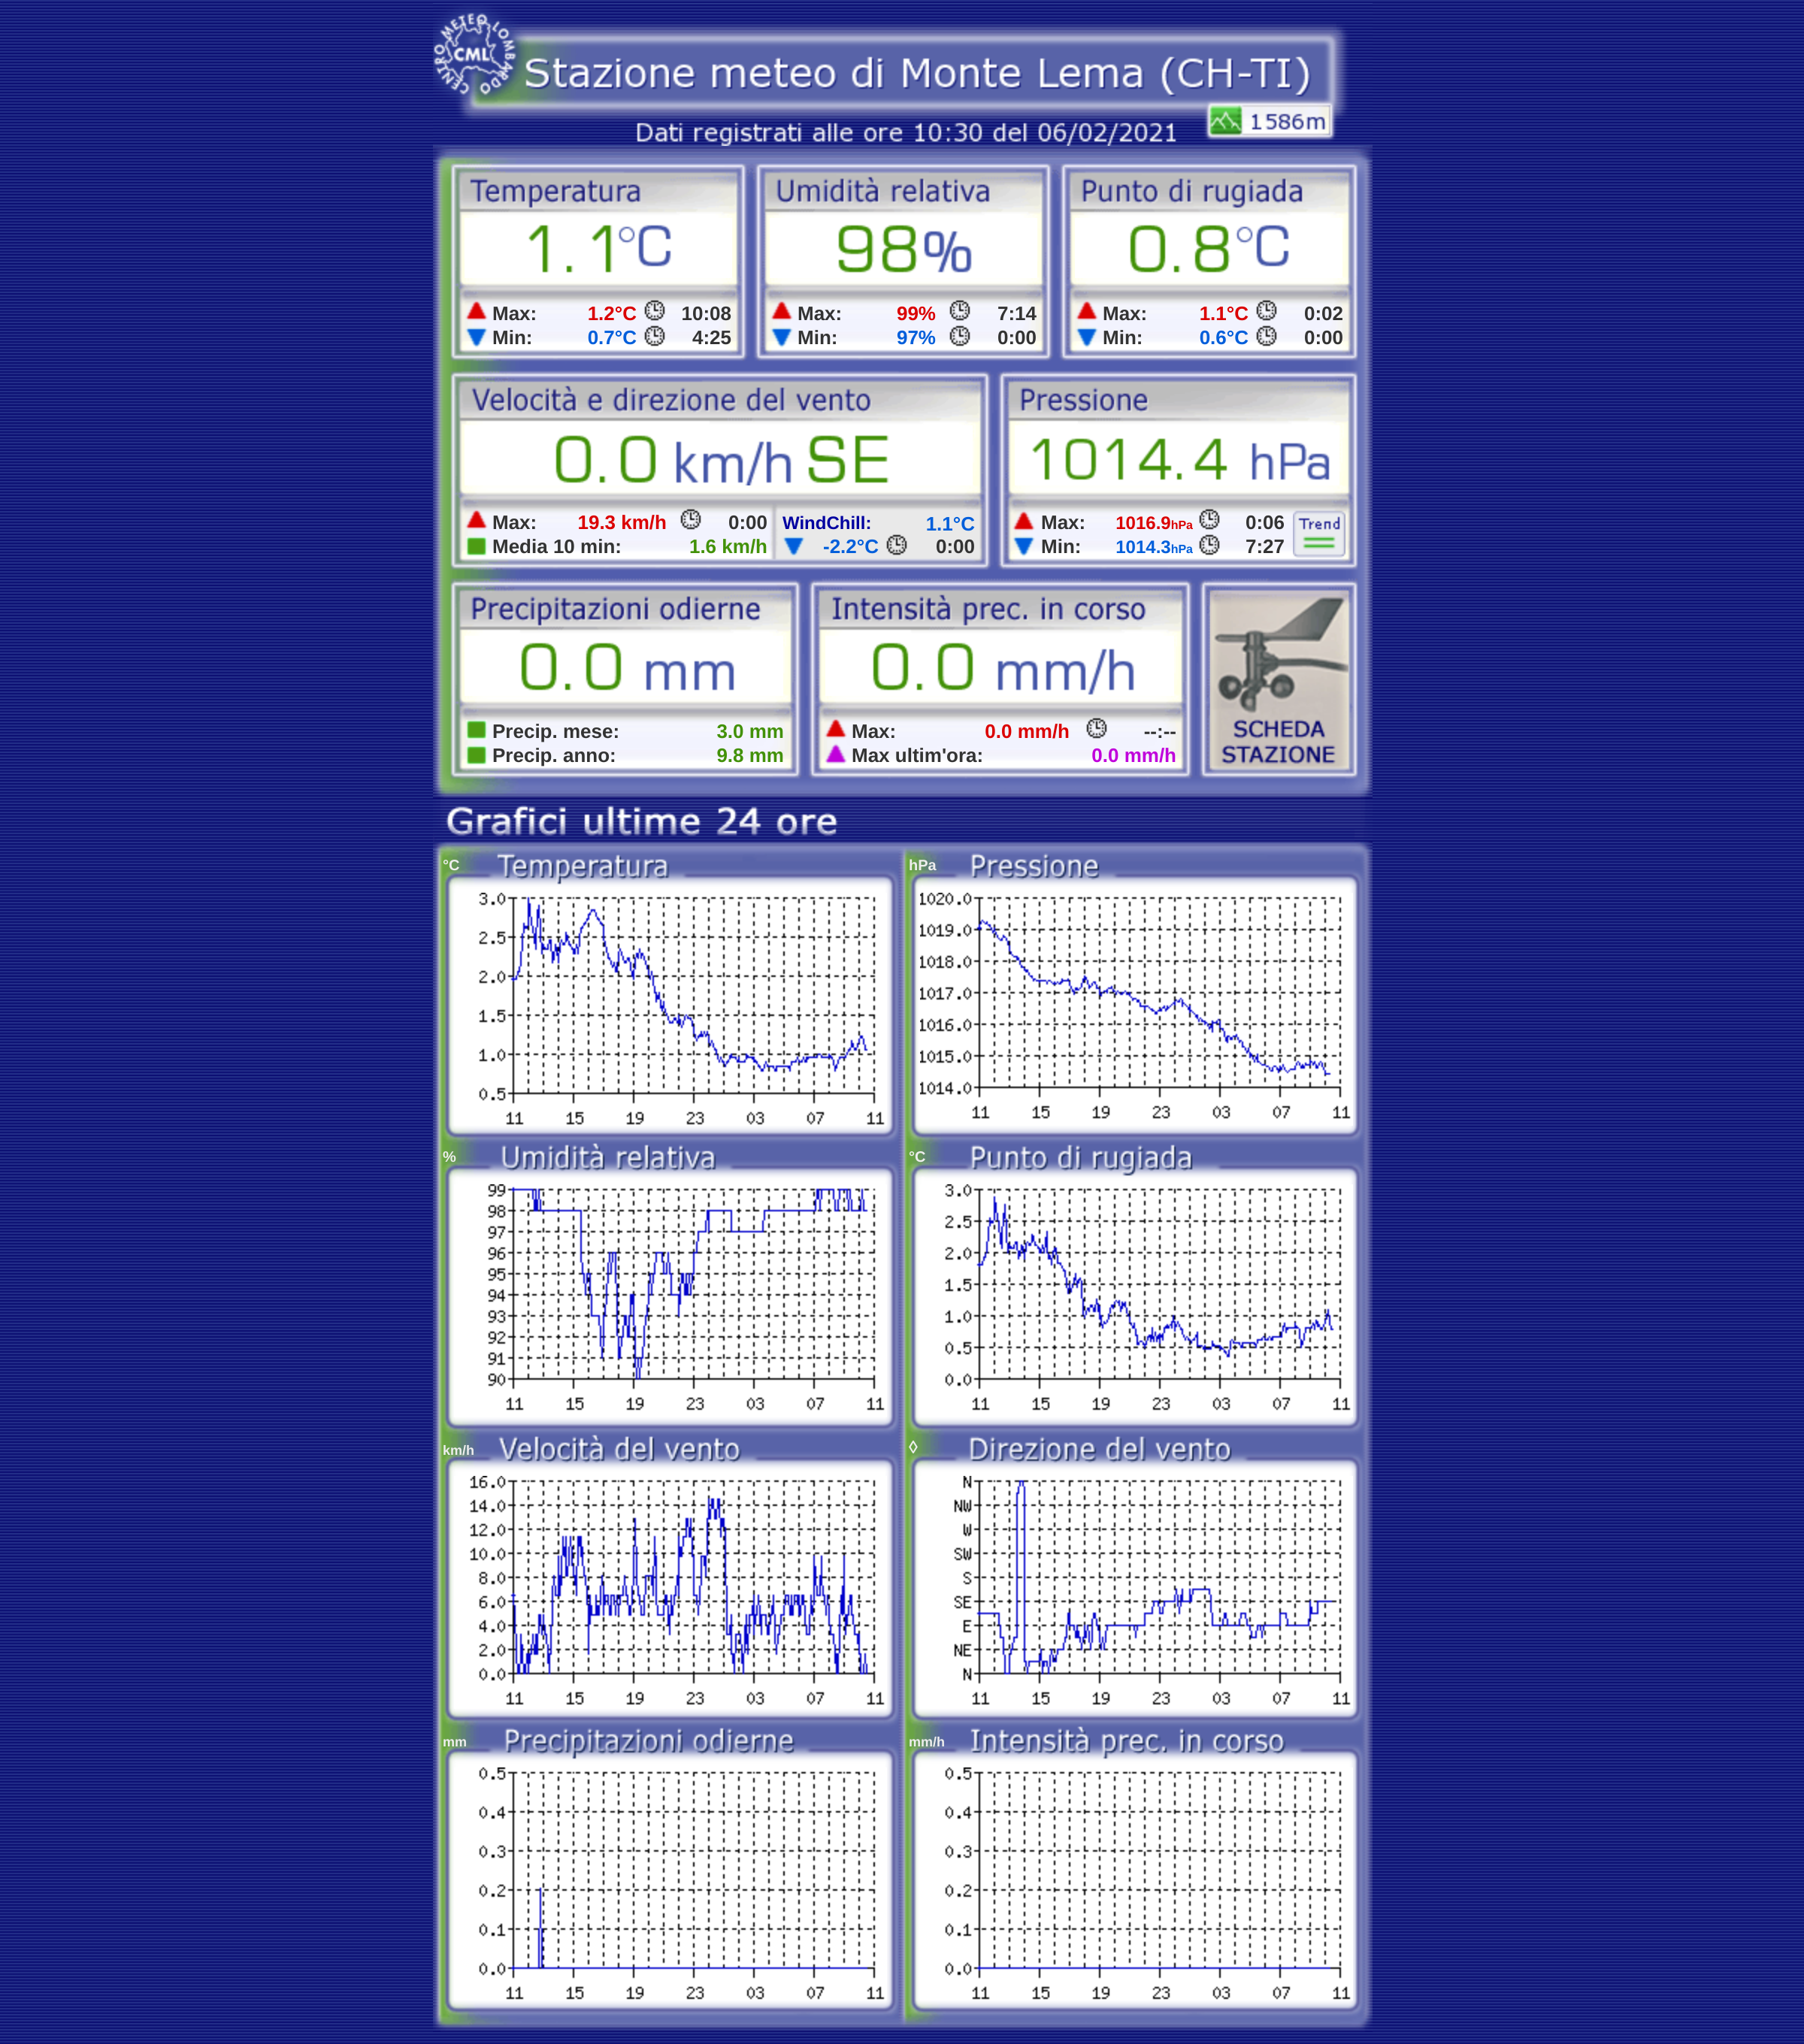 CENTRO METEO LOMBARDO
CML
Stazione meteo di Monte Lema (CH-TI)
1586m
Dati registrati alle ore 10:30 del 06/02/2021
Temperatura
1.1°C
Max: 1.2°C 10:08
Min: 0.7°C 4:25
Umidità relativa
98%
Max: 99% 7:14
Min: 97% 0:00
Punto di rugiada
0.8°C
Max: 1.1°C 0:02
Min: 0.6°C 0:00
Velocità e direzione del vento
0.0 km/h SE
Max: 19.3 km/h 0:00
Media 10 min: 1.6 km/h
WindChill: 1.1°C
-2.2°C 0:00
Pressione
1014.4 hPa
Max: 1016.9hPa 0:06
Min: 1014.3hPa 7:27
Trend
Precipitazioni odierne
0.0 mm
Precip. mese: 3.0 mm
Precip. anno: 9.8 mm
Intensità prec. in corso
0.0 mm/h
Max: 0.0 mm/h --:--
Max ultim'ora: 0.0 mm/h
SCHEDA
STAZIONE
Grafici ultime 24 ore
°C Temperatura
3.0
2.5
2.0
1.5
1.0
0.5
11 15 19 23 03 07 11
hPa Pressione
1020.0
1019.0
1018.0
1017.0
1016.0
1015.0
1014.0
11 15 19 23 03 07 11
% Umidità relativa
99
98
97
96
95
94
93
92
91
90
11 15 19 23 03 07 11
°C Punto di rugiada
3.0
2.5
2.0
1.5
1.0
0.5
0.0
11 15 19 23 03 07 11
km/h Velocità del vento
16.0
14.0
12.0
10.0
8.0
6.0
4.0
2.0
0.0
11 15 19 23 03 07 11
◊ Direzione del vento
N
NW
W
SW
S
SE
E
NE
N
11 15 19 23 03 07 11
mm Precipitazioni odierne
0.5
0.4
0.3
0.2
0.1
0.0
11 15 19 23 03 07 11
mm/h Intensità prec. in corso
0.5
0.4
0.3
0.2
0.1
0.0
11 15 19 23 03 07 11